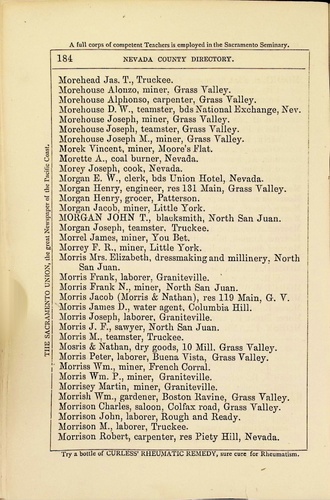 A full corps of competent Teachers is employed in the Sacramento Seminary.
184 NEVADA COUNTY DIRECTORY.
Morehead Jas. T., Truckee.
Morehouse Alonzo, miner, Grass Valley.
Morehouse Alphonso, carpenter, Grass Valley.
Morehouse D. W., teamster, bds National Exchange, Nev.
Morehouse Joseph, miner, Grass Valley.
Morehouse Joseph, teamster, Grass Valley.
Morehouse Joseph M., miner, Grass Valley.
Morek Vincent, miner, Moore's Flat.
Morette A., coal burner, Nevada.
Morey Joseph, cook, Nevada.
Morgan E. W., clerk, bds Union Hotel, Nevada.
Morgan Henry, engineer, res 131 Main, Grass Valley.
Morgan Henry, grocer, Patterson.
Morgan Jacob, miner, Little York.
MORGAN JOHN T., blacksmith, North San Juan.
Morgan Joseph, teamster. Truckee.
Morrel James, miner, You Bet.
Morrey F. R., miner, Little York.
Morris Mrs. Elizabeth, dressmaking and millinery, North
San Juan.
Morris Frank, laborer, Graniteville.
Morris Frank N., miner, North San Juan.
Morris Jacob (Morris & Nathan), res 119 Main, G. V.
Morris James D., water agent, Columbia Hill.
Morris Joseph, laborer, Graniteville.
Morris J. F., sawyer, North San Juan.
Morris M., teamster, Truckee.
Mosris & Nathan, dry goods, 10 Mill. Grass Valley.
Morris Peter, laborer, Buena Vista, Grass Valley.
Morriss Wm., miner, French Corral.
Morris Wm. P., miner, Graniteville.
Morrisey Martin, miner, Graniteville.
Morrish Wm., gardener, Boston Ravine, Grass Valley.
Morrison Charles, saloon, Colfax road, Grass Valley.
Morrison John, laborer, Rough and Ready.
Morrison M., laborer, Truckee.
Morrison Robert, carpenter, res Piety Hill, Nevada.
Try a bottle of CURLESS' RHEUMATIC REMEDY, sure cure for Rheumatism.
THE SACRAMENTO UNION, the great Newspaper of the Pacific Coast.